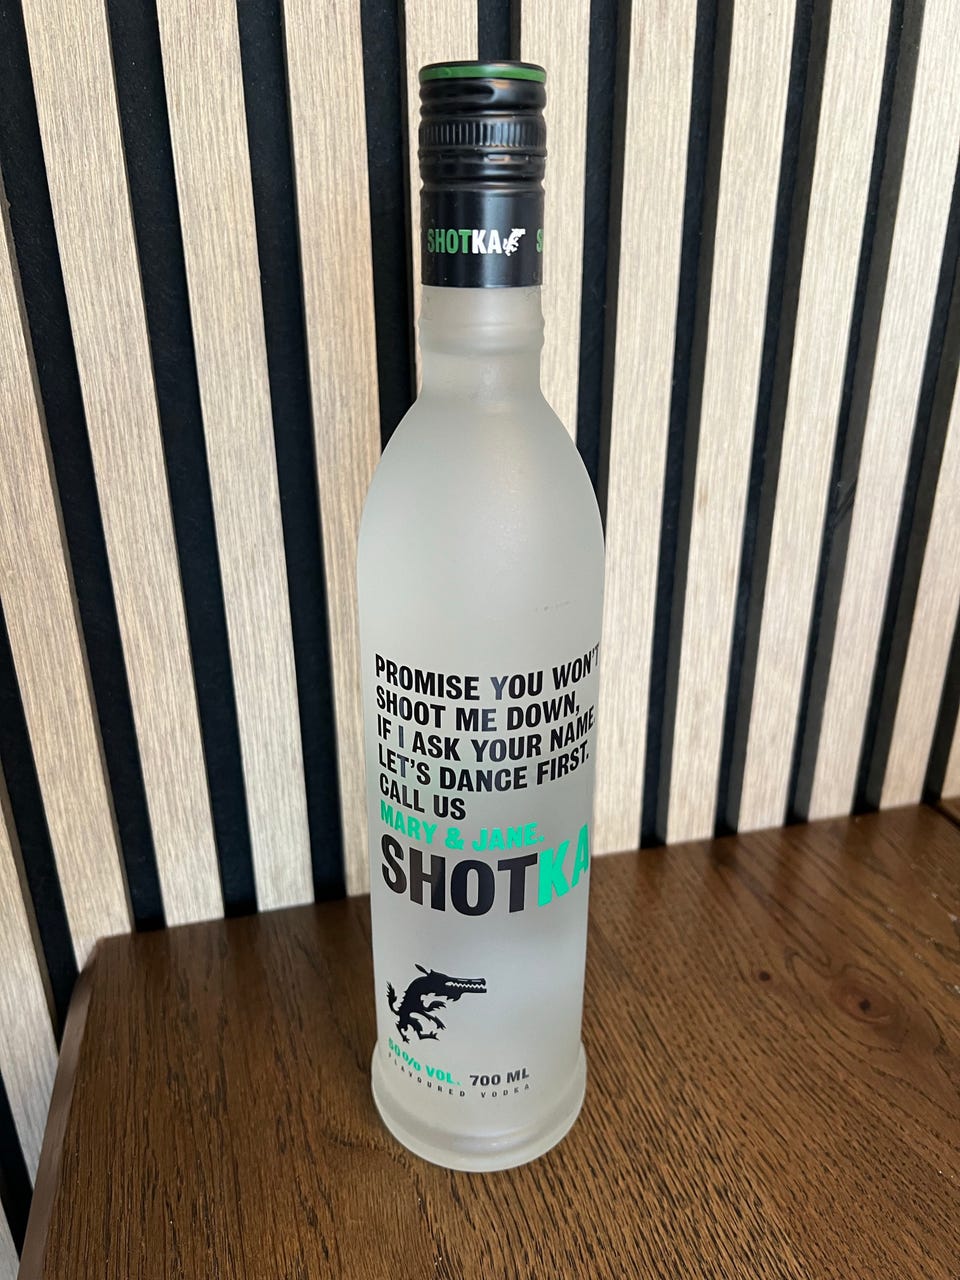 SHOTKA
PROMISE YOU WON'T
SHOOT ME DOWN,
IF I ASK YOUR NAME.
LET'S DANCE FIRST.
CALL US
MARY & JANE.
SHOTKA
50% VOL. 700 ML
FLAVOURED VODKA